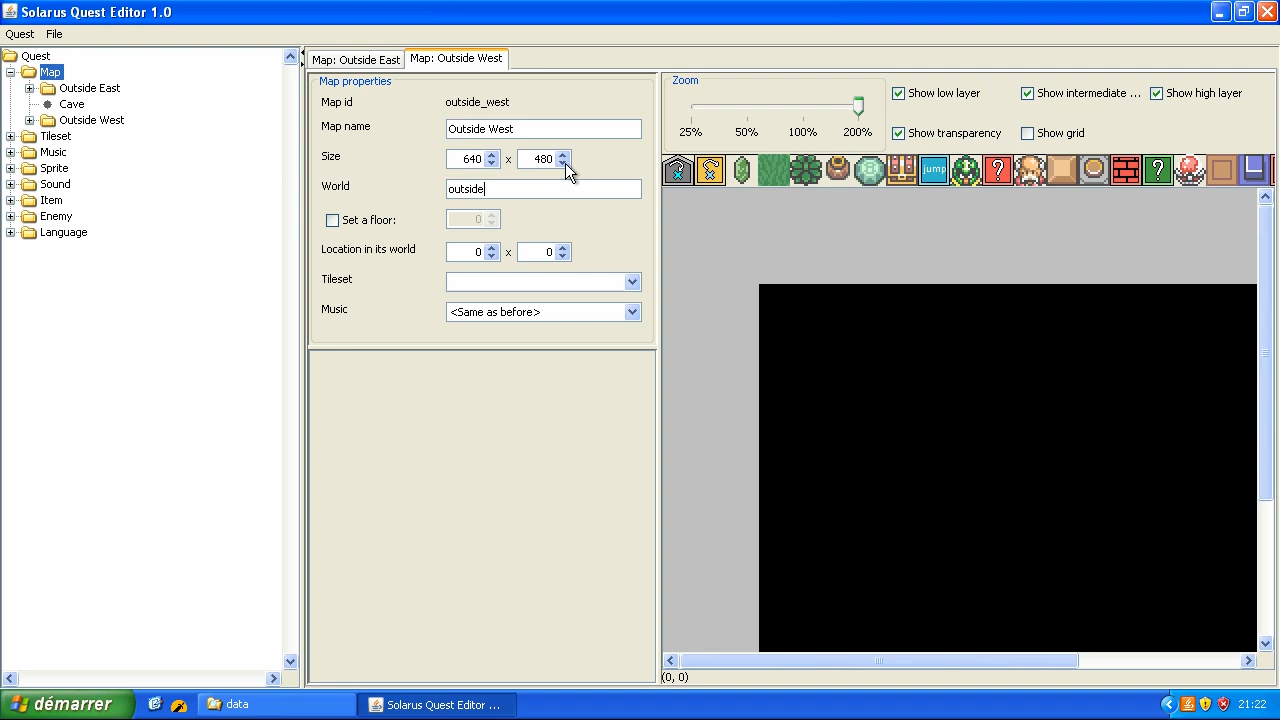 Solarus Quest Editor 1.0
Quest File
Quest
Map
Outside East
Cave
Outside West
Tileset
Music
Sprite
Sound
Item
Enemy
Language
Map: Outside East Map: Outside West
Map properties
Map id outside_west
Map name Outside West
Size 640 x 480
World outside
Set a floor: 0
Location in its world 0 x 0
Tileset
Music <Same as before>
Zoom
25% 50% 100% 200%
Show low layer Show intermediate ... Show high layer
Show transparency Show grid
jump ? ?
(0, 0)
démarrer data Solarus Quest Editor ... 21:22